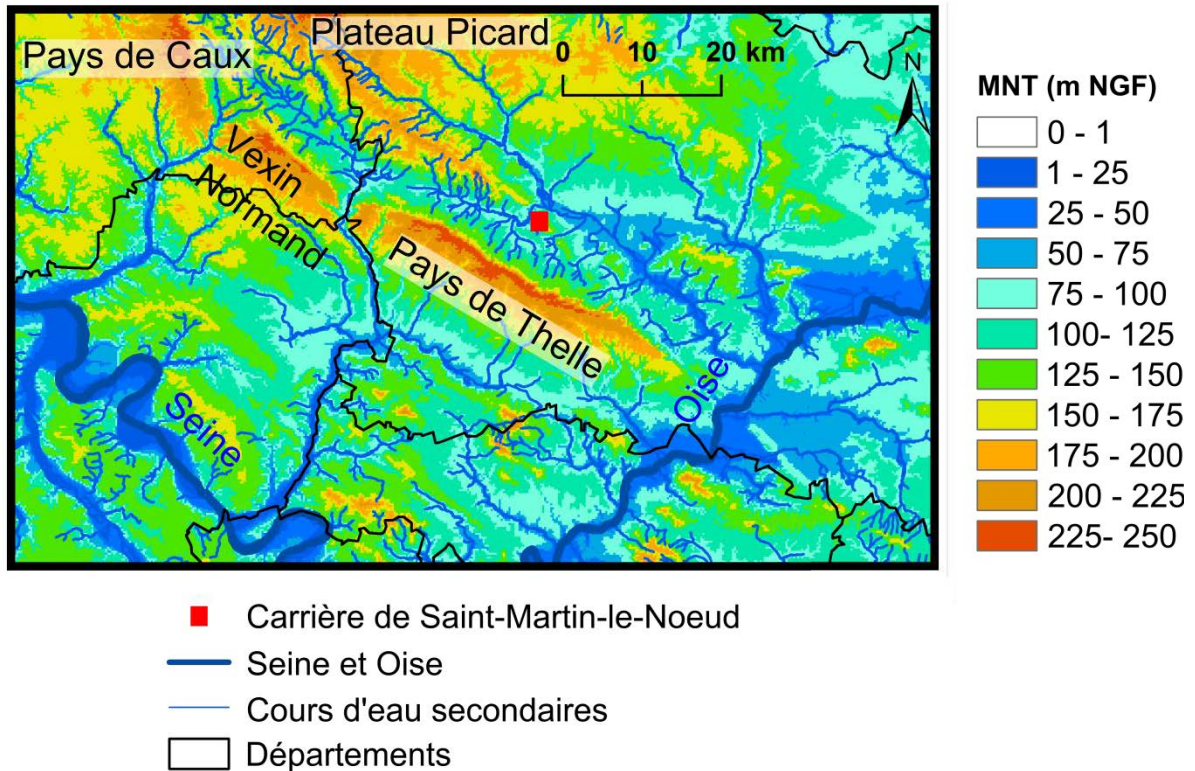 Plateau Picard
Pays de Caux
0 10 20 km
N
Vexin
Normand
Pays de Thelle
Oise
Seine
MNT (m NGF)
0 - 1
1 - 25
25 - 50
50 - 75
75 - 100
100- 125
125 - 150
150 - 175
175 - 200
200 - 225
225- 250
Carrière de Saint-Martin-le-Noeud
Seine et Oise
Cours d'eau secondaires
Départements